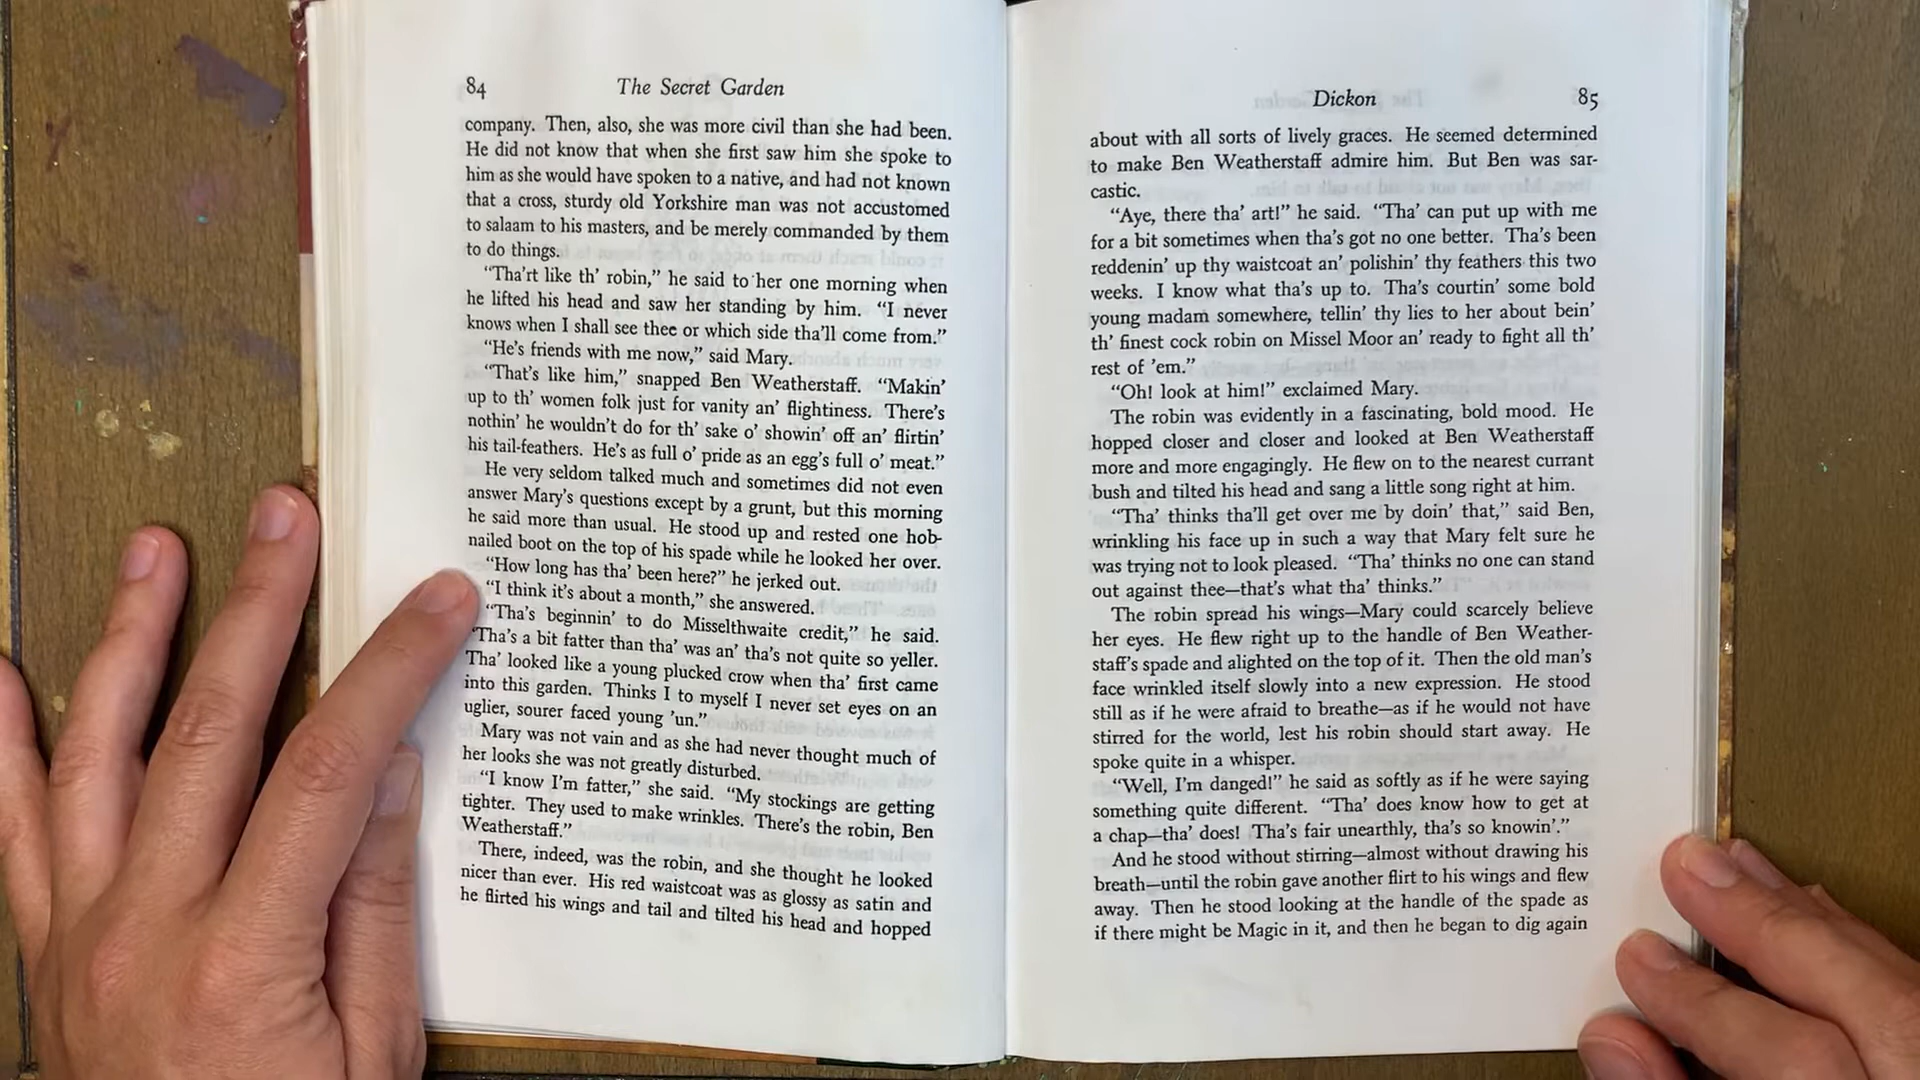 84
The Secret Garden
company. Then, also, she was more civil than she had been.
He did not know that when she first saw him she spoke to
him as she would have spoken to a native, and had not known
that a cross, sturdy old Yorkshire man was not accustomed
to salaam to his masters, and be merely commanded by them
to do things.
“Tha'rt like th' robin,” he said to her one morning when
he lifted his head and saw her standing by him. “I never
knows when I shall see thee or which side tha'll come from.”
“He's friends with me now,” said Mary.
“That's like him,” snapped Ben Weatherstaff. “Makin'
up to th' women folk just for vanity an' flightiness. There's
nothin' he wouldn't do for th' sake o' showin' off an' flirtin'
his tail-feathers. He's as full o' pride as an egg's full o' meat.”
He very seldom talked much and sometimes did not even
answer Mary's questions except by a grunt, but this morning
he said more than usual. He stood up and rested one hob-
nailed boot on the top of his spade while he looked her over.
“How long has tha' been here?” he jerked out.
“I think it's about a month,” she answered.
“Tha's beginnin' to do Misselthwaite credit,” he said.
“Tha's a bit fatter than tha' was an' tha's not quite so yeller.
Tha' looked like a young plucked crow when tha' first came
into this garden. Thinks I to myself I never set eyes on an
uglier, sourer faced young 'un.”
Mary was not vain and as she had never thought much of
her looks she was not greatly disturbed.
“I know I'm fatter,” she said. “My stockings are getting
tighter. They used to make wrinkles. There's the robin, Ben
Weatherstaff.”
There, indeed, was the robin, and she thought he looked
nicer than ever. His red waistcoat was as glossy as satin and
he flirted his wings and tail and tilted his head and hopped
Dickon
85
about with all sorts of lively graces. He seemed determined
to make Ben Weatherstaff admire him. But Ben was sar-
castic.
“Aye, there tha' art!” he said. “Tha' can put up with me
for a bit sometimes when tha's got no one better. Tha's been
reddenin' up thy waistcoat an' polishin' thy feathers this two
weeks. I know what tha's up to. Tha's courtin' some bold
young madam somewhere, tellin' thy lies to her about bein'
th' finest cock robin on Missel Moor an' ready to fight all th'
rest of 'em.”
“Oh! look at him!” exclaimed Mary.
The robin was evidently in a fascinating, bold mood. He
hopped closer and closer and looked at Ben Weatherstaff
more and more engagingly. He flew on to the nearest currant
bush and tilted his head and sang a little song right at him.
“Tha' thinks tha'll get over me by doin' that,” said Ben,
wrinkling his face up in such a way that Mary felt sure he
was trying not to look pleased. “Tha' thinks no one can stand
out against thee—that's what tha' thinks.”
The robin spread his wings—Mary could scarcely believe
her eyes. He flew right up to the handle of Ben Weather-
staff's spade and alighted on the top of it. Then the old man's
face wrinkled itself slowly into a new expression. He stood
still as if he were afraid to breathe—as if he would not have
stirred for the world, lest his robin should start away. He
spoke quite in a whisper.
“Well, I'm danged!” he said as softly as if he were saying
something quite different. “Tha' does know how to get at
a chap—tha' does! Tha's fair unearthly, tha's so knowin'.”
And he stood without stirring—almost without drawing his
breath—until the robin gave another flirt to his wings and flew
away. Then he stood looking at the handle of the spade as
if there might be Magic in it, and then he began to dig again